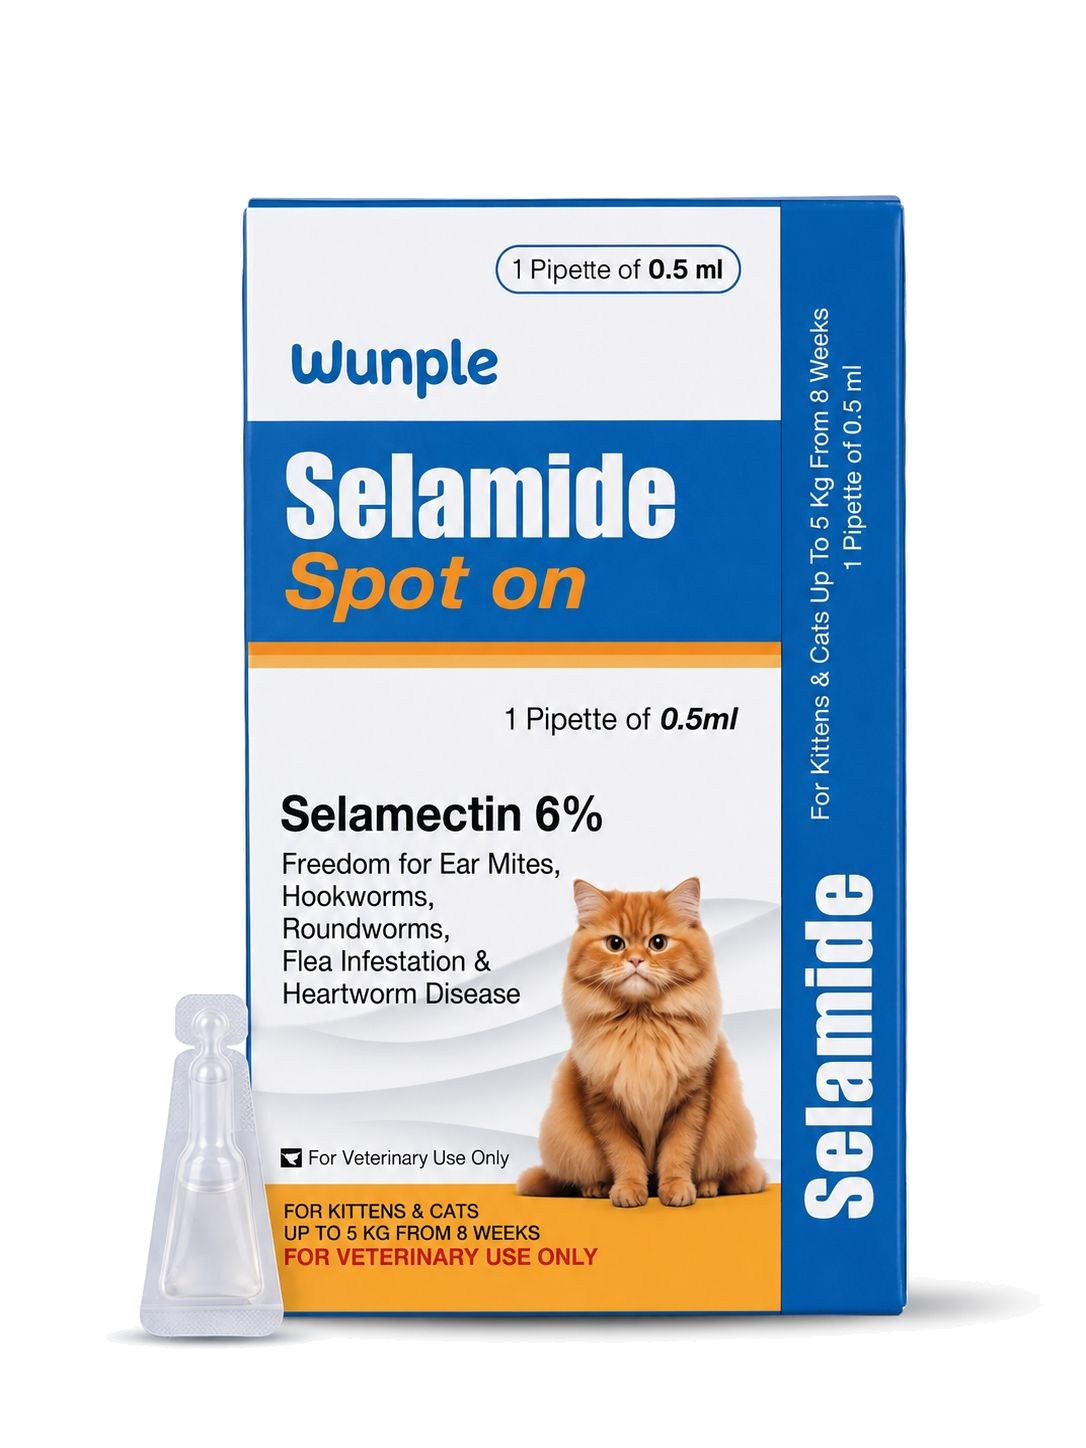 1 Pipette of 0.5 ml
Wunple
Selamide
Spot on
1 Pipette of 0.5ml
Selamectin 6%
Freedom for Ear Mites,
Hookworms,
Roundworms,
Flea Infestation &
Heartworm Disease
For Veterinary Use Only
FOR KITTENS & CATS
UP TO 5 KG FROM 8 WEEKS
FOR VETERINARY USE ONLY
For Kittens & Cats Up To 5 Kg From 8 Weeks
1 Pipette of 0.5 ml
Selamide